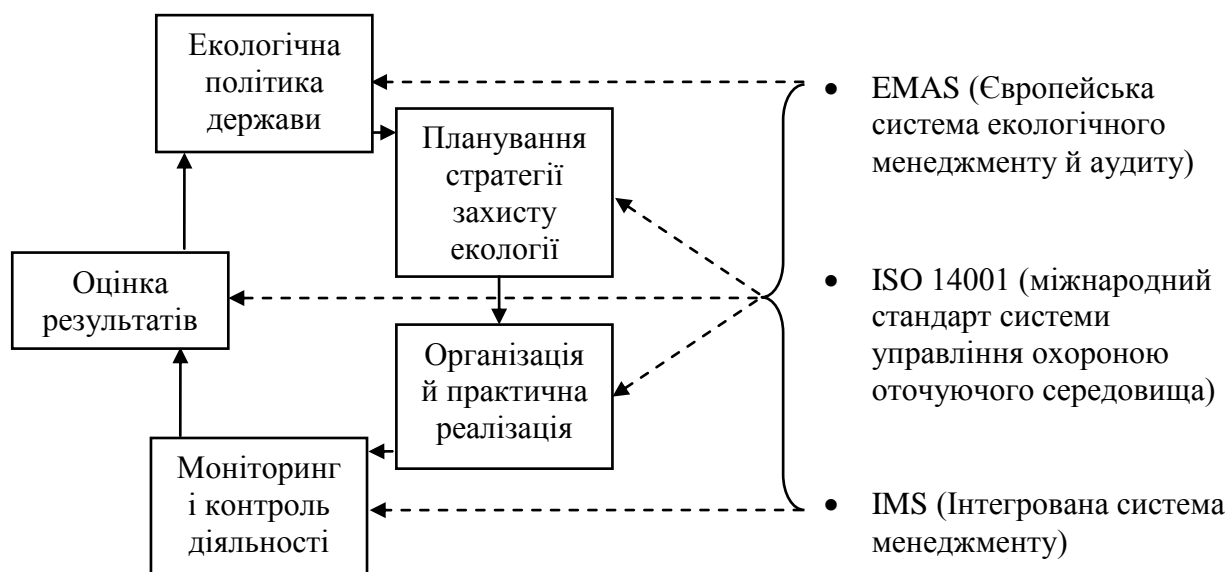 Екологічна
політика
держави
Планування
стратегії
захисту
екології
Організація
й практична
реалізація
Моніторинг
і контроль
діяльності
Оцінка
результатів
• EMAS (Європейська
система екологічного
менеджменту й аудиту)
• ISO 14001 (міжнародний
стандарт системи
управління охороною
оточуючого середовища)
• IMS (Інтегрована система
менеджменту)